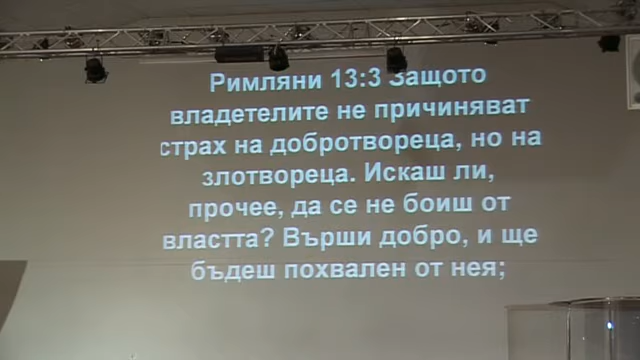 Римляни 13:3 Защото
владетелите не причиняват
страх на добротвореца, но на
злотвореца. Искаш ли,
прочее, да се не боиш от
властта? Върши добро, и ще
бъдеш похвален от нея;